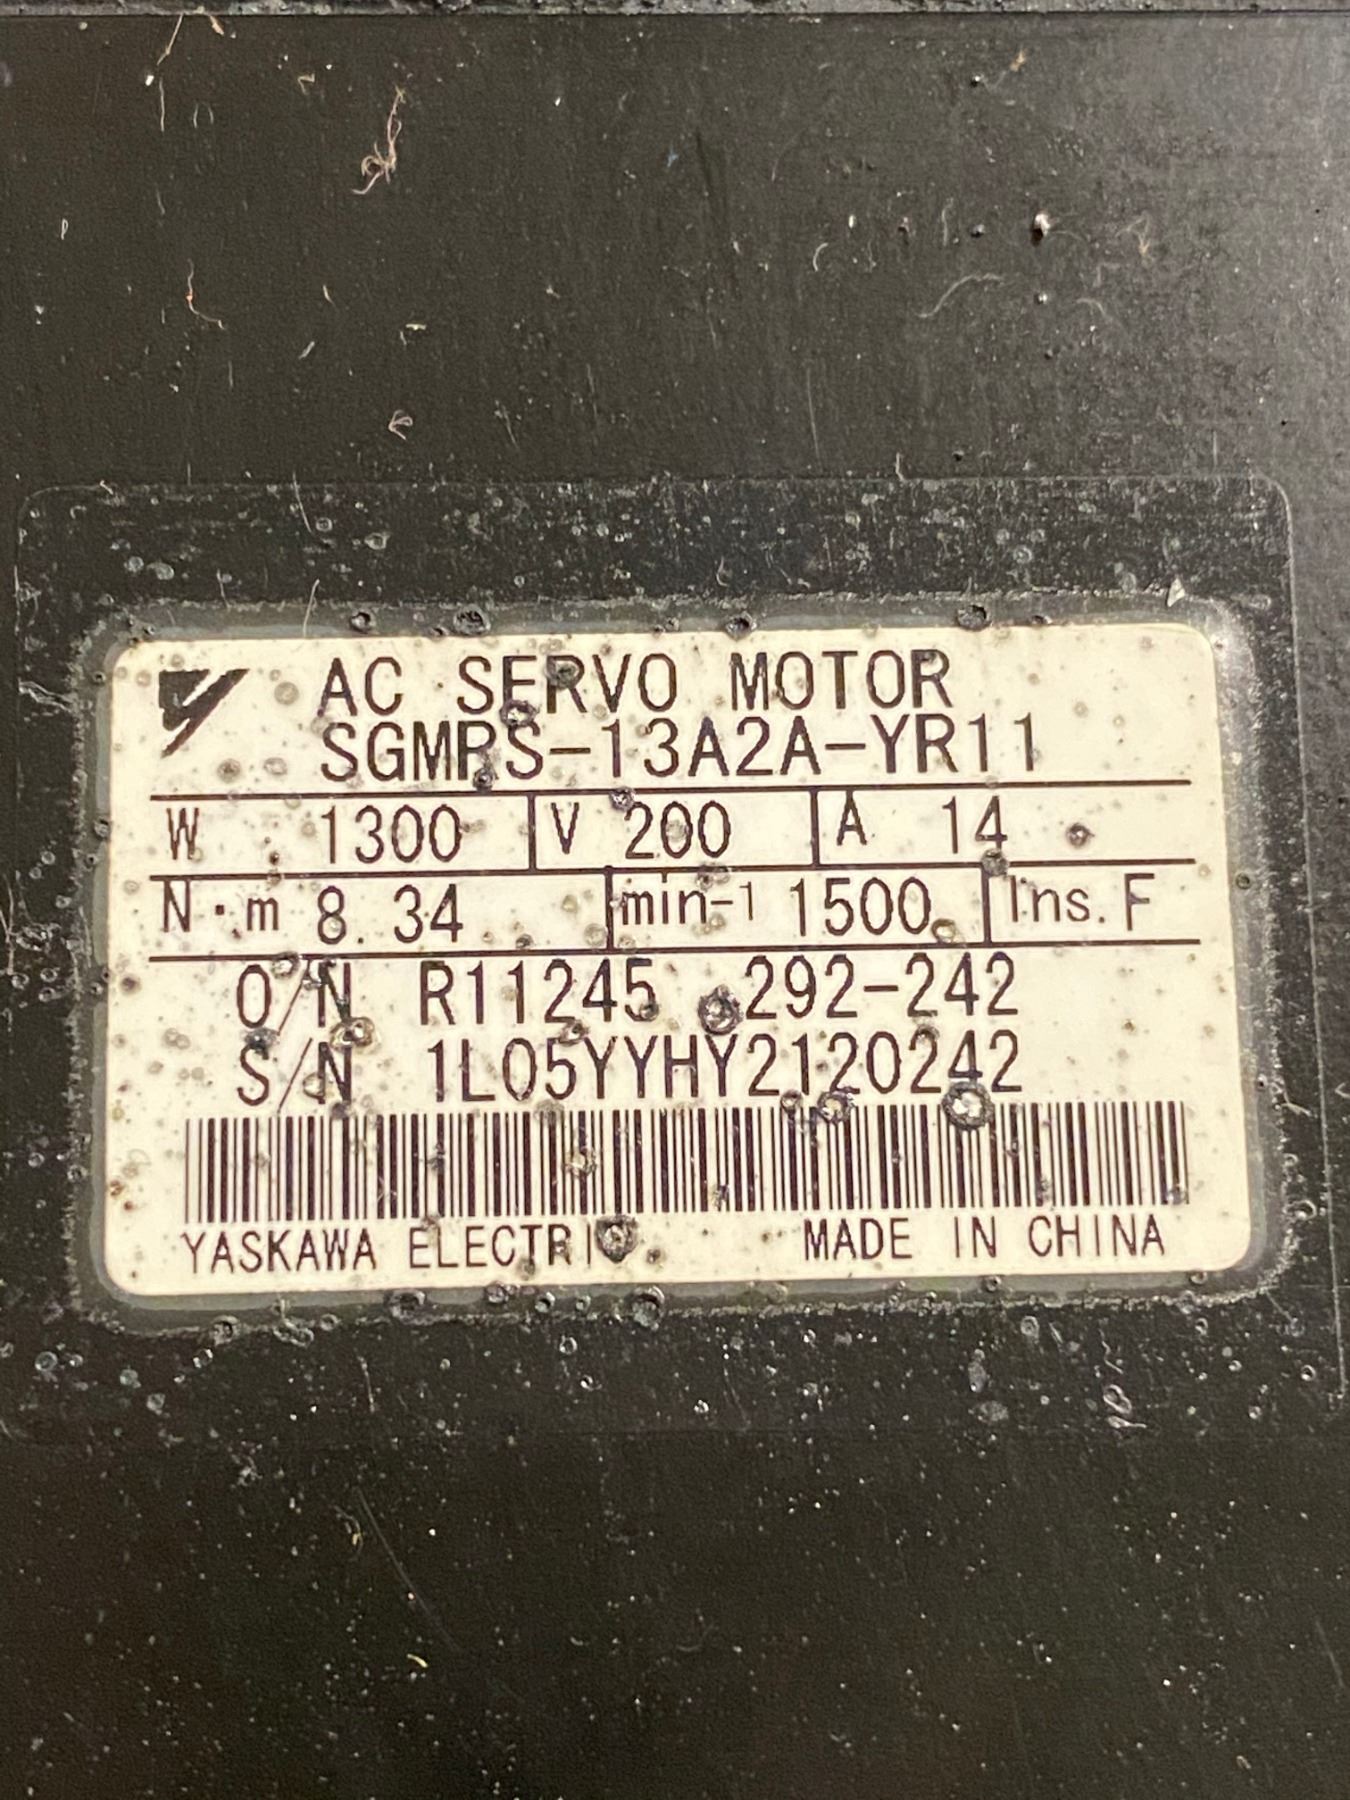 AC SERVO MOTOR
SGMRS-13A2A-YR11
W 1300 V 200 A 14
N·m 8.34 min-1 1500 Ins. F
O/N R11245 292-242
S/N 1L05YYHY2120242
YASKAWA ELECTRIC MADE IN CHINA